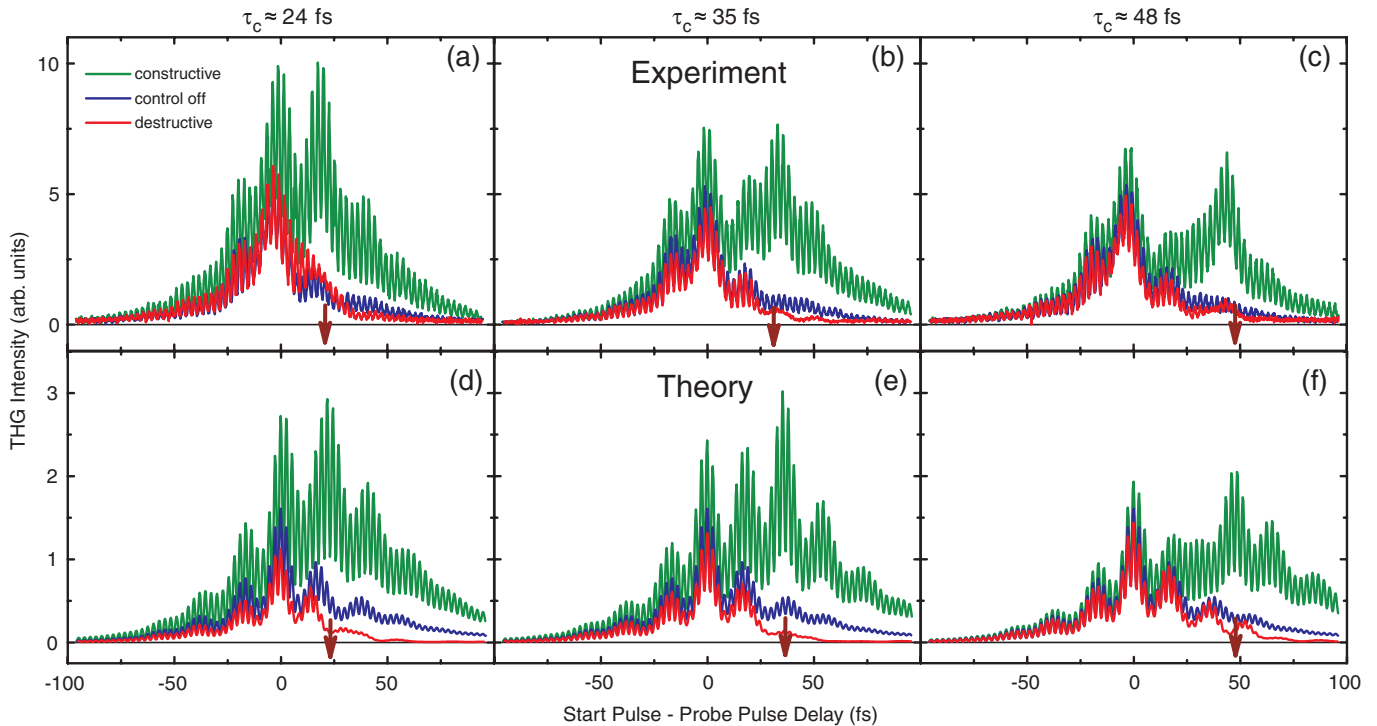 τc ≈ 24 fs τc ≈ 35 fs τc ≈ 48 fs
(a) (b) (c)
Experiment
constructive
control off
destructive
10
5
0
(d) (e) (f)
Theory
3
2
1
0
THG Intensity (arb. units)
-100 -50 0 50 -50 0 50 -50 0 50 100
Start Pulse - Probe Pulse Delay (fs)